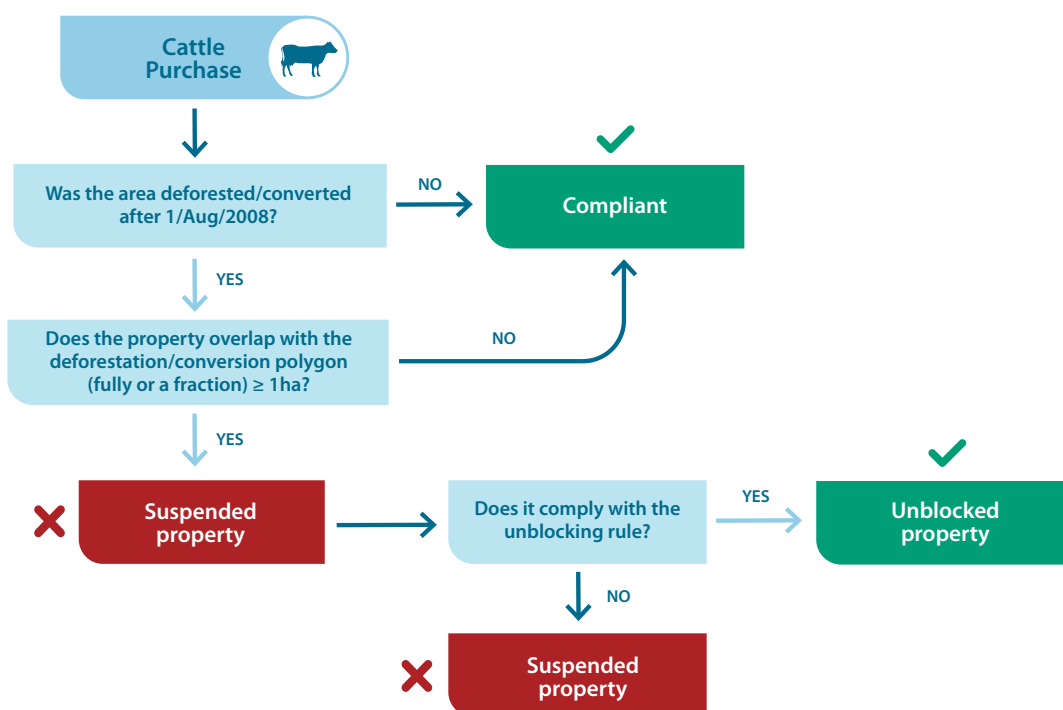 Cattle
Purchase
Was the area deforested/converted
after 1/Aug/2008?
NO
Compliant
YES
Does the property overlap with the
deforestation/conversion polygon
(fully or a fraction) ≥ 1ha?
NO
YES
Suspended
property
Does it comply with the
unblocking rule?
YES
Unblocked
property
NO
Suspended
property